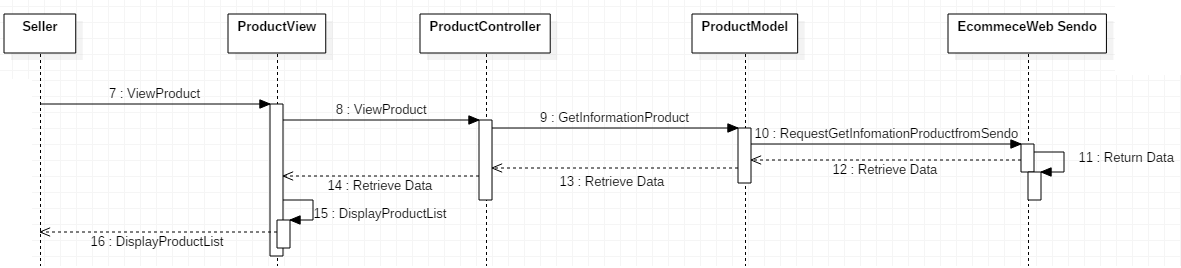 Seller
ProductView
ProductController
ProductModel
EcommeceWeb Sendo
7 : ViewProduct
8 : ViewProduct
9 : GetInformationProduct
10 : RequestGetInfomationProductfromSendo
11 : Return Data
12 : Retrieve Data
13 : Retrieve Data
14 : Retrieve Data
15 : DisplayProductList
16 : DisplayProductList